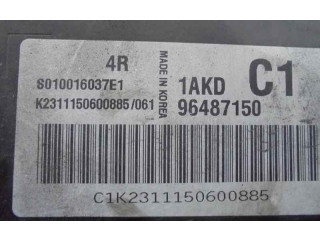 4R
S010016037E1
K2311150600885/061
MADE IN KOREA
1AKD C1
96487150
C1K2311150600885